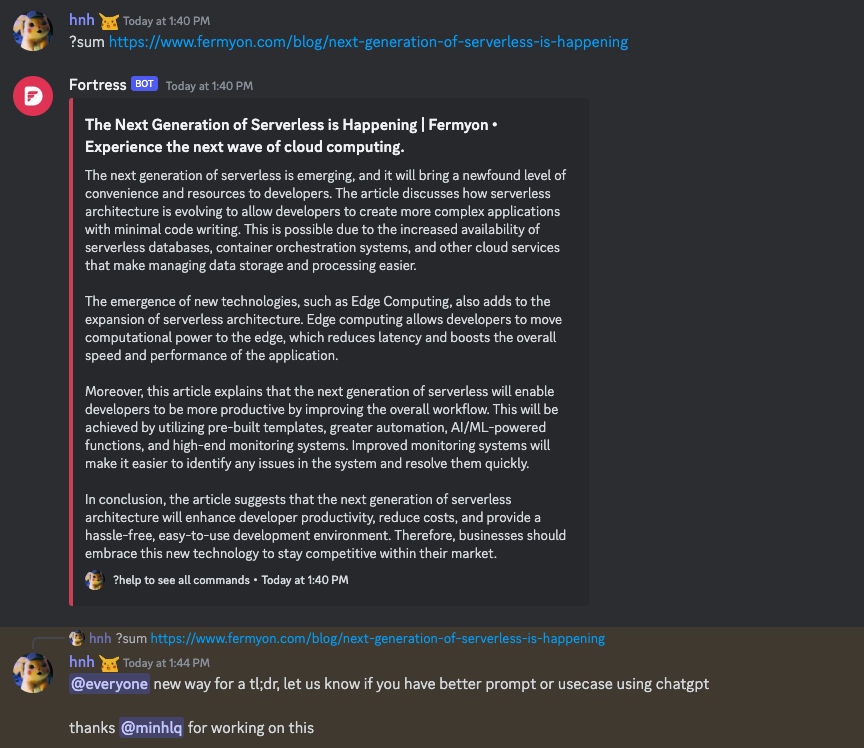 hnh Today at 1:40 PM
?sum https://www.fermyon.com/blog/next-generation-of-serverless-is-happening
Fortress BOT Today at 1:40 PM
The Next Generation of Serverless is Happening | Fermyon •
Experience the next wave of cloud computing.
The next generation of serverless is emerging, and it will bring a newfound level of
convenience and resources to developers. The article discusses how serverless
architecture is evolving to allow developers to create more complex applications
with minimal code writing. This is possible due to the increased availability of
serverless databases, container orchestration systems, and other cloud services
that make managing data storage and processing easier.
The emergence of new technologies, such as Edge Computing, also adds to the
expansion of serverless architecture. Edge computing allows developers to move
computational power to the edge, which reduces latency and boosts the overall
speed and performance of the application.
Moreover, this article explains that the next generation of serverless will enable
developers to be more productive by improving the overall workflow. This will be
achieved by utilizing pre-built templates, greater automation, AI/ML-powered
functions, and high-end monitoring systems. Improved monitoring systems will
make it easier to identify any issues in the system and resolve them quickly.
In conclusion, the article suggests that the next generation of serverless
architecture will enhance developer productivity, reduce costs, and provide a
hassle-free, easy-to-use development environment. Therefore, businesses should
embrace this new technology to stay competitive within their market.
?help to see all commands • Today at 1:40 PM
hnh ?sum https://www.fermyon.com/blog/next-generation-of-serverless-is-happening
hnh Today at 1:44 PM
@everyone new way for a tl;dr, let us know if you have better prompt or usecase using chatgpt
thanks @minhlq for working on this